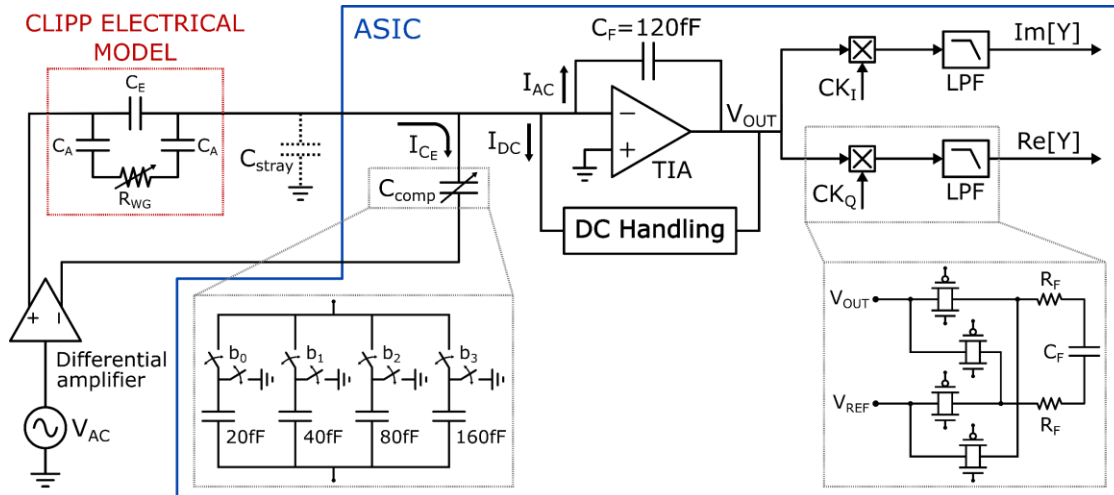 CLIPP ELECTRICAL
MODEL
ASIC
C_E
C_A
C_A
R_WG
C_stray
I_CE
C_comp
I_AC
I_DC
C_F=120fF
−
+
TIA
V_OUT
DC Handling
CK_I
LPF
Im[Y]
CK_Q
LPF
Re[Y]
+
−
Differential
amplifier
V_AC
b_0
b_1
b_2
b_3
20fF
40fF
80fF
160fF
V_OUT
V_REF
R_F
C_F
R_F